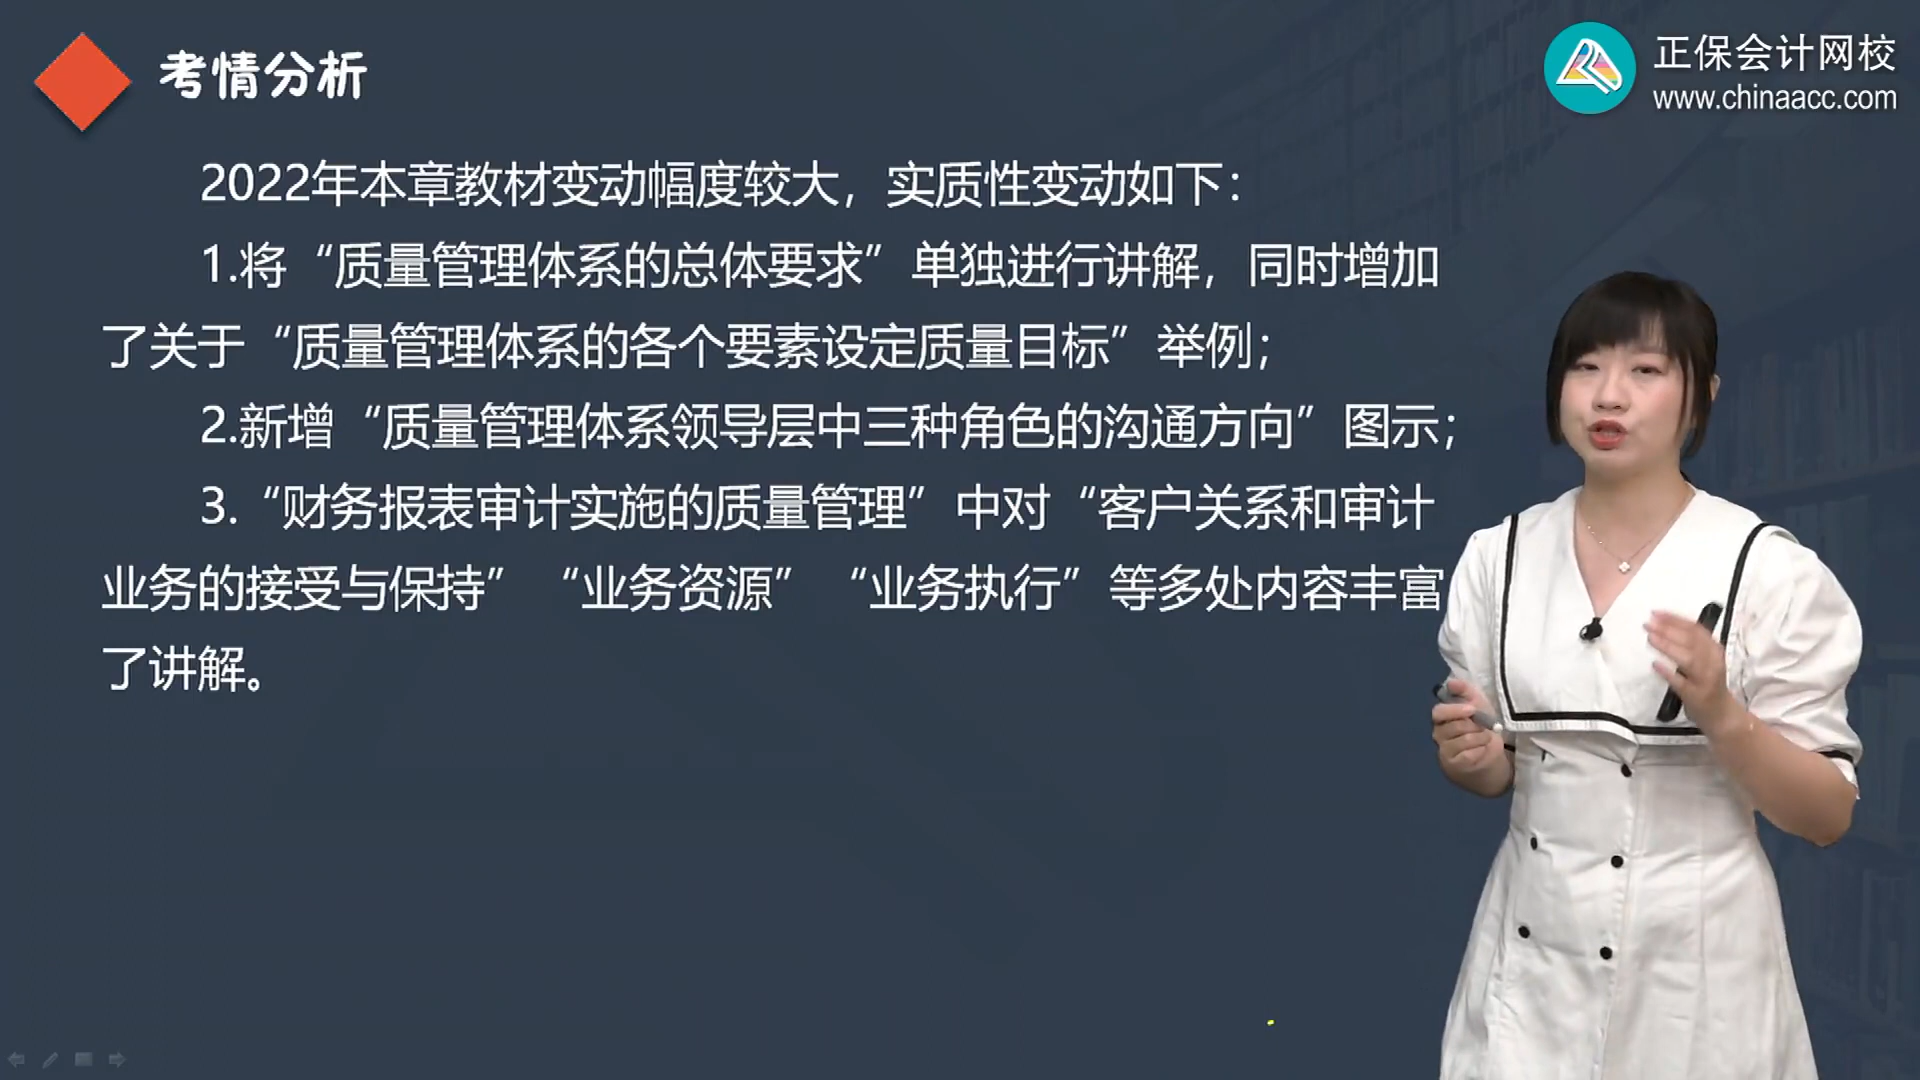 考情分析
正保会计网校
www.chinaacc.com
2022年本章教材变动幅度较大，实质性变动如下：
1.将“质量管理体系的总体要求”单独进行讲解，同时增加
了关于“质量管理体系的各个要素设定质量目标”举例；
2.新增“质量管理体系领导层中三种角色的沟通方向”图示；
3.“财务报表审计实施的质量管理”中对“客户关系和审计
业务的接受与保持”“业务资源”“业务执行”等多处内容丰富
了讲解。